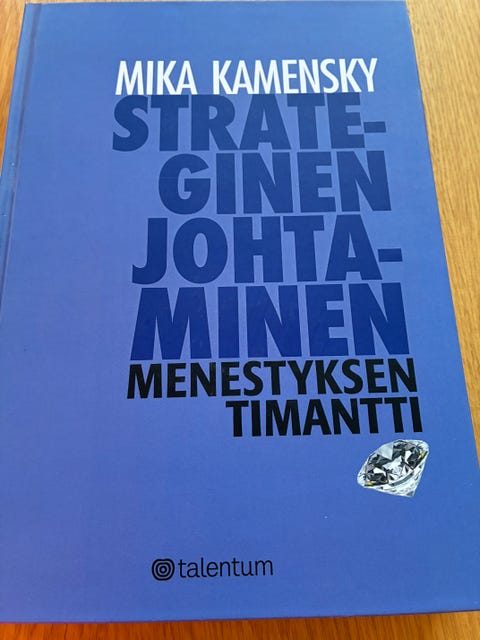 MIKA KAMENSKY
STRATE-
GINEN
JOHTA-
MINEN
MENESTYKSEN
TIMANTTI
talentum